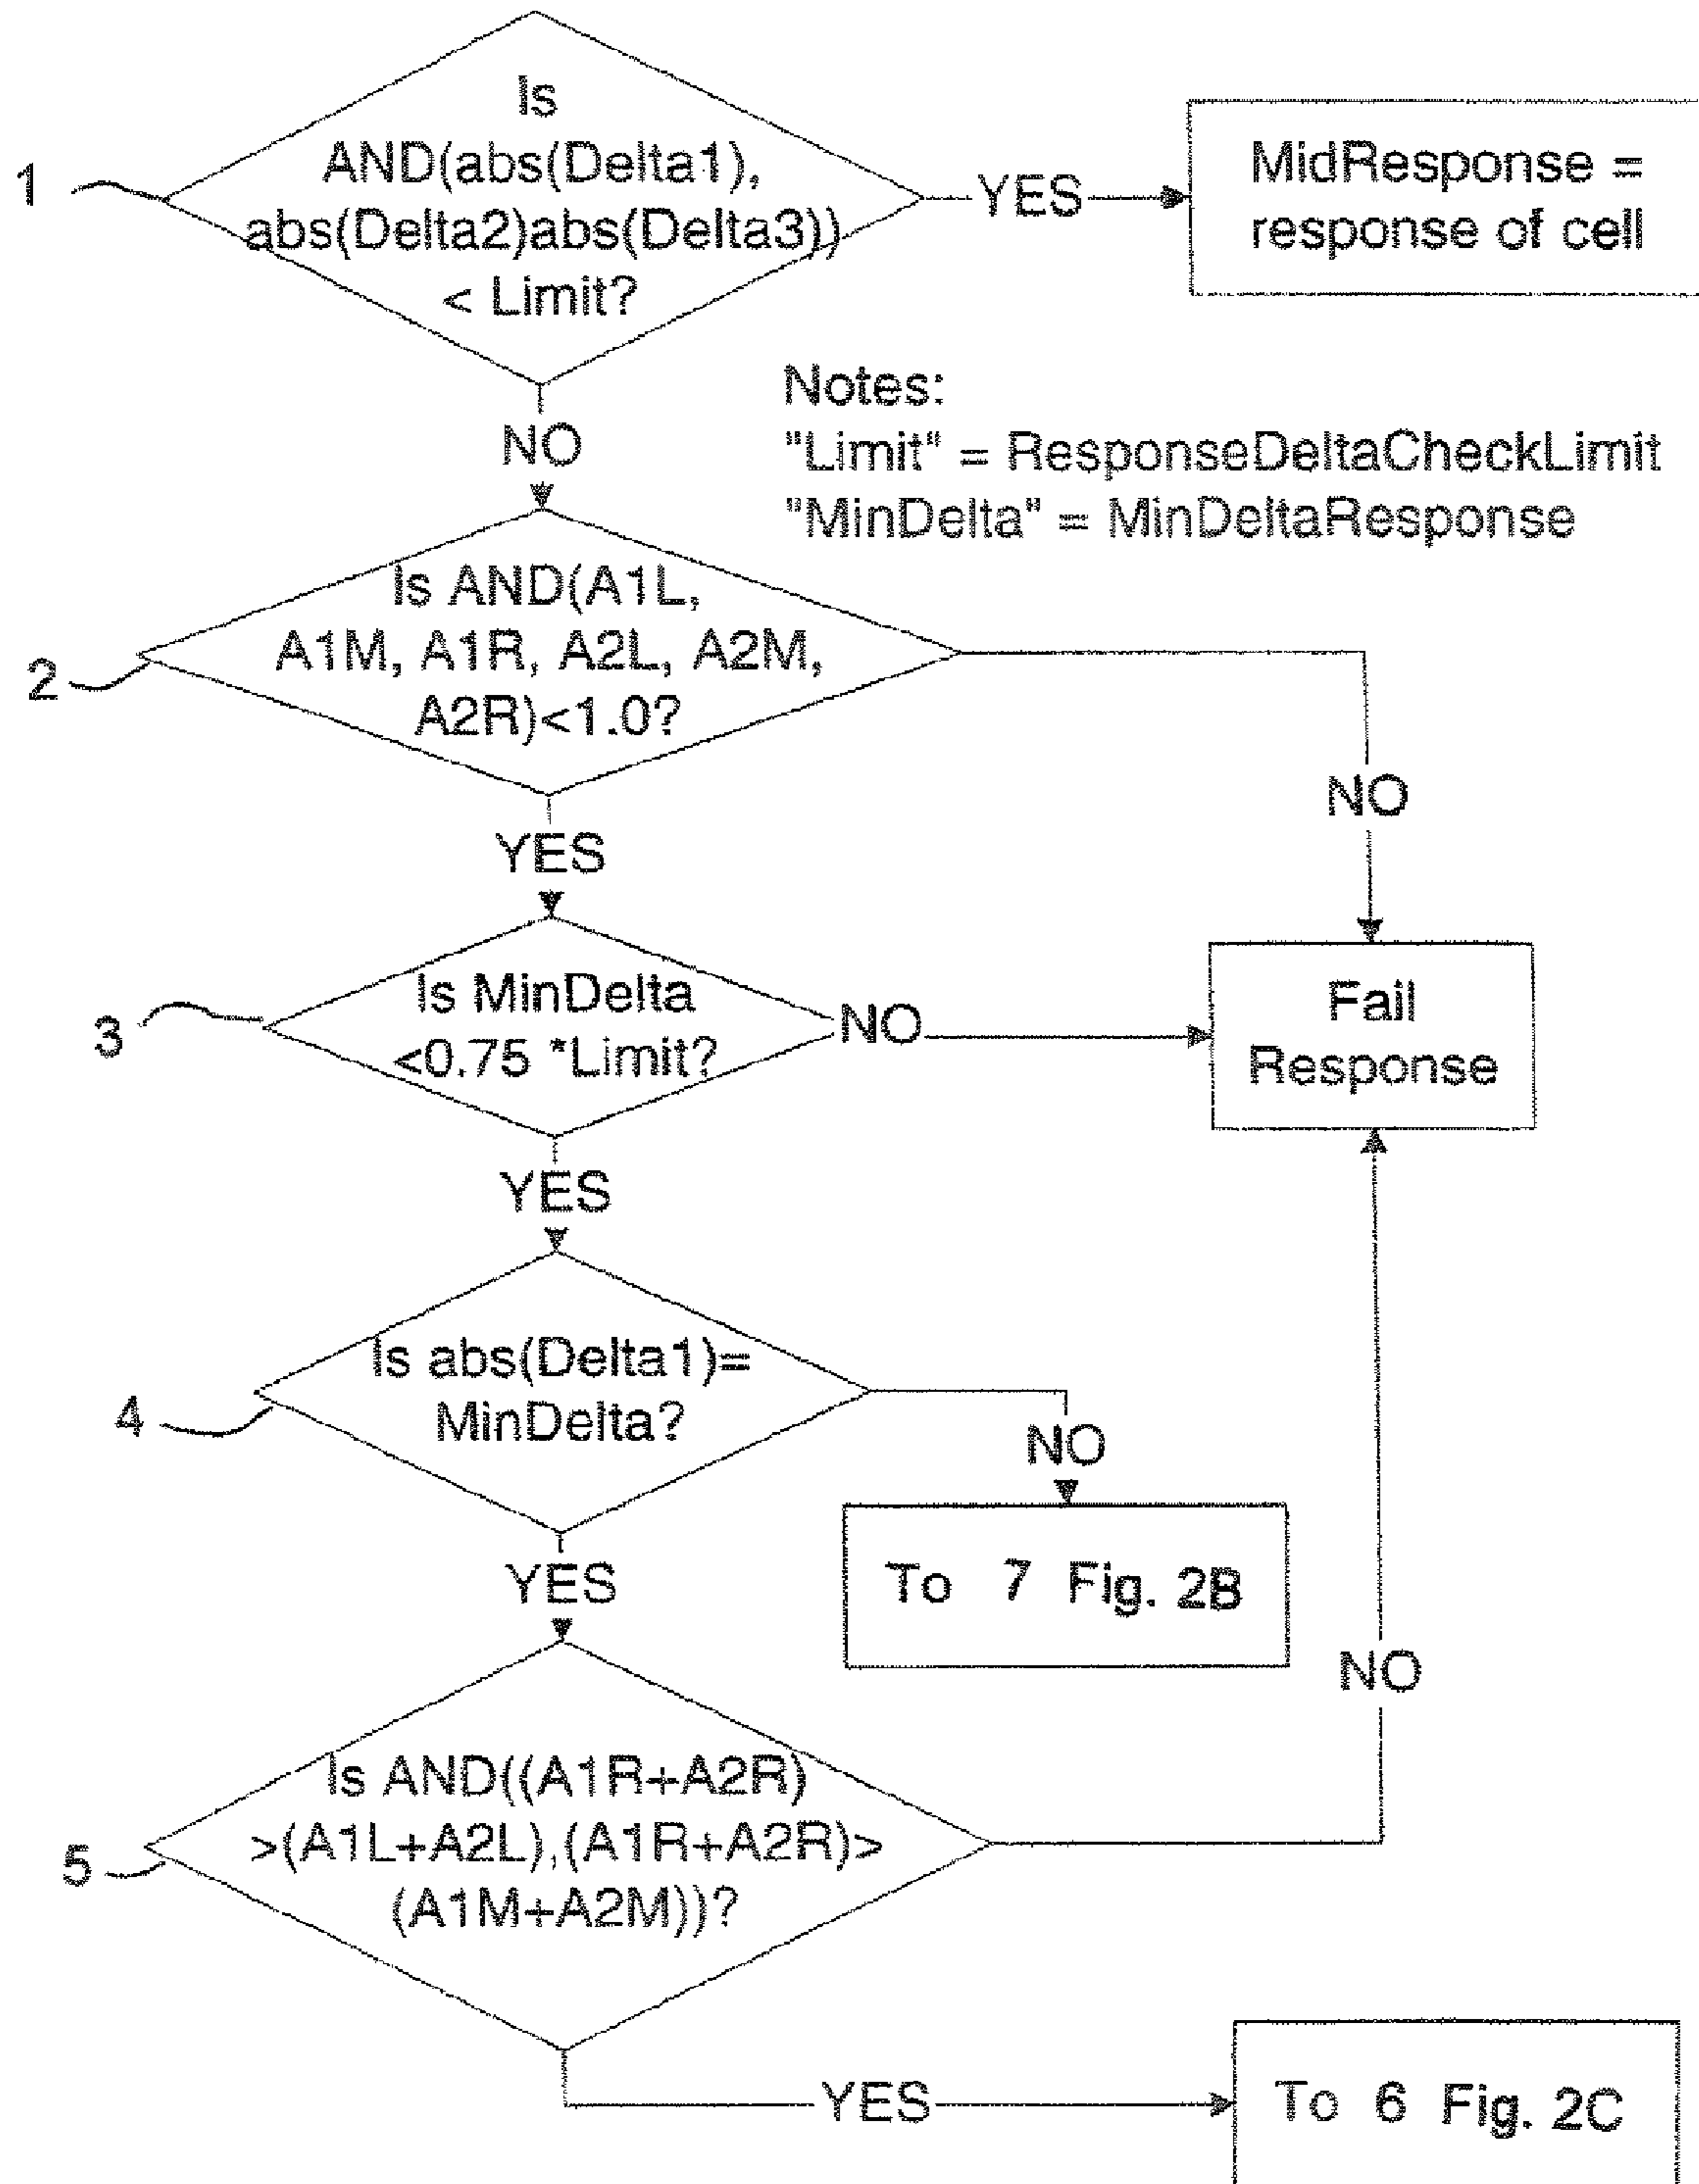 1
Is
AND(abs(Delta1),
abs(Delta2)abs(Delta3))
< Limit?
YES
MidResponse =
response of cell
NO
Notes:
"Limit" = ResponseDeltaCheckLimit
"MinDelta" = MinDeltaResponse
2
Is AND(A1L,
A1M, A1R, A2L, A2M,
A2R)<1.0?
NO
YES
3
Is MinDelta
<0.75 *Limit?
NO
Fail
Response
YES
4
Is abs(Delta1)=
MinDelta?
NO
To 7 Fig. 2B
YES
NO
5
Is AND((A1R+A2R)
>(A1L+A2L),(A1R+A2R)>
(A1M+A2M))?
YES
To 6 Fig. 2C